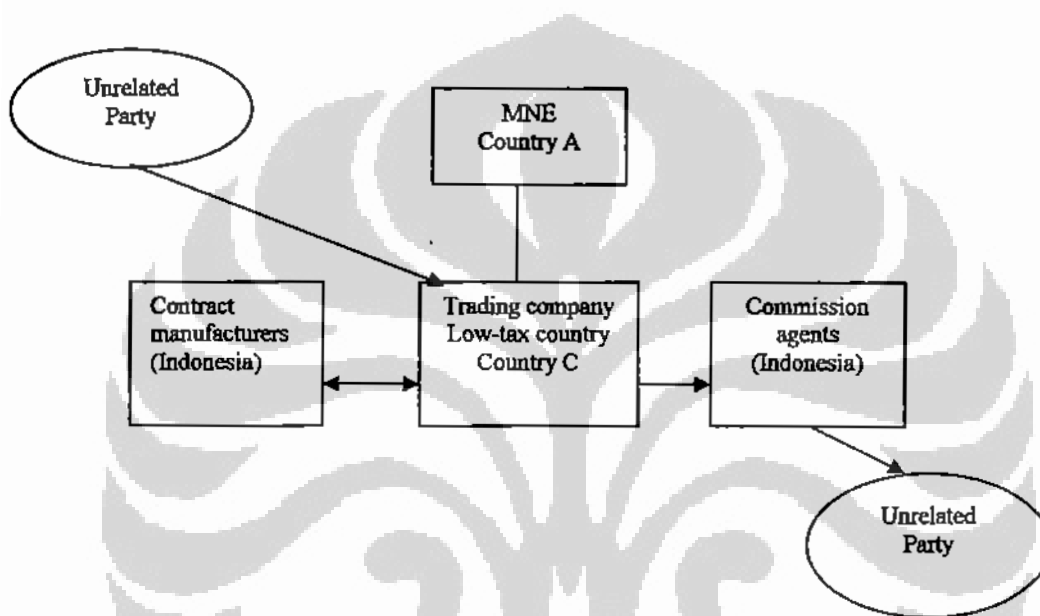 Unrelated
Party
MNE
Country A
Contract
manufacturers
(Indonesia)
Trading company
Low-tax country
Country C
Commission
agents
(Indonesia)
Unrelated
Party